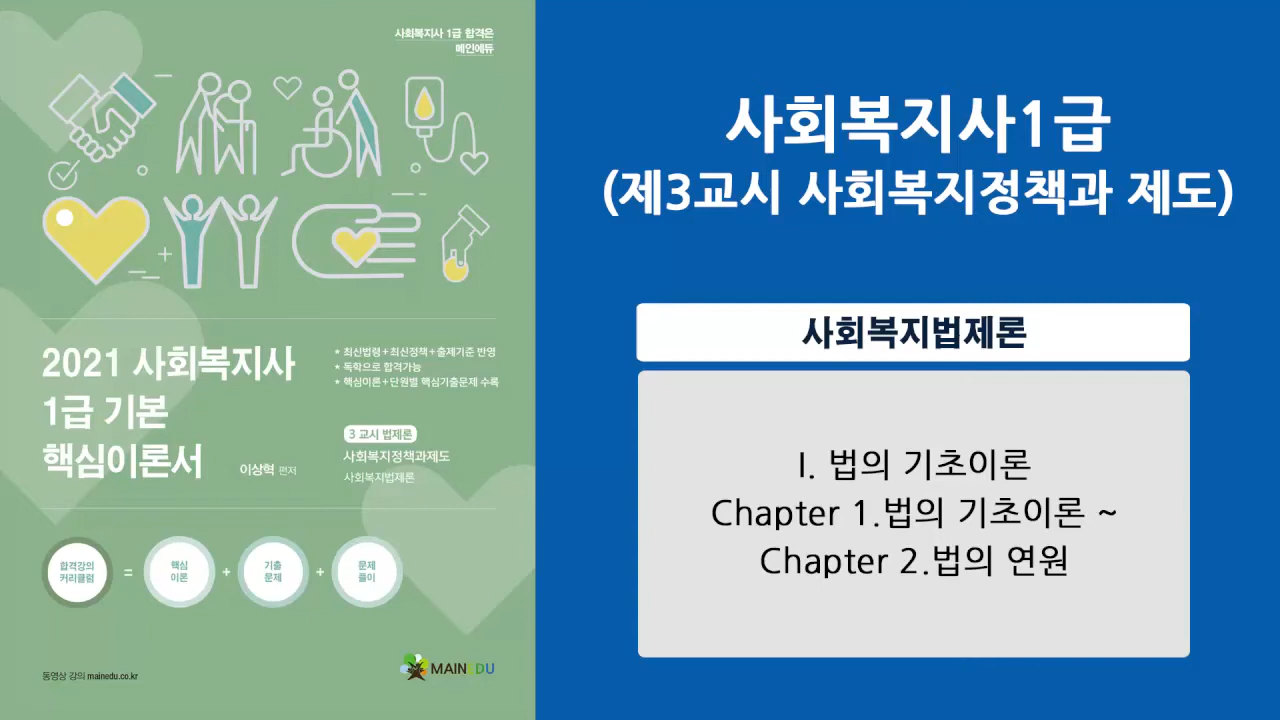 사회복지사 1급 합격은
메인에듀
2021 사회복지사
1급 기본
핵심이론서
이상혁 편저
* 최신법령+최신정책+출제기준 반영
* 독학으로 합격가능
* 핵심이론+단원별 핵심기출문제 수록
3 교시 법제론
사회복지정책과제도
사회복지법제론
합격강의
커리큘럼
=
핵심
이론
+
기출
문제
+
문제
풀이
동영상 강의 mainedu.co.kr
MAINEDU
사회복지사1급
(제3교시 사회복지정책과 제도)
사회복지법제론
I. 법의 기초이론
Chapter 1.법의 기초이론 ~
Chapter 2.법의 연원